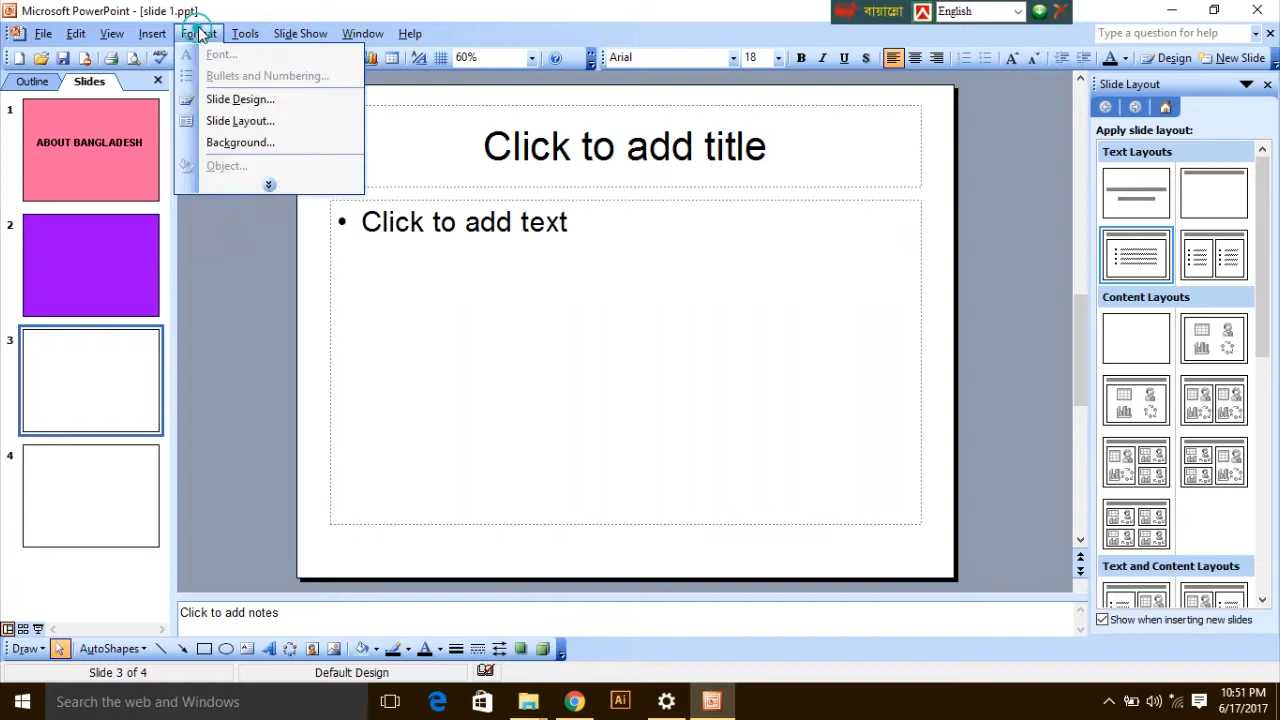 Microsoft PowerPoint - [slide 1.ppt]
বায়ান্নো
English
File Edit View Insert Format Tools Slide Show Window Help
Type a question for help
60%
Arial
18
B I U S
A
Design
New Slide
Outline
Slides
Font...
Bullets and Numbering...
Slide Design...
Slide Layout...
Background...
Object...
1
ABOUT BANGLADESH
2
3
4
Click to add title
• Click to add text
Slide Layout
Apply slide layout:
Text Layouts
Content Layouts
Text and Content Layouts
Show when inserting new slides
Click to add notes
Draw
AutoShapes
Slide 3 of 4
Default Design
Search the web and Windows
Ai
10:51 PM
6/17/2017